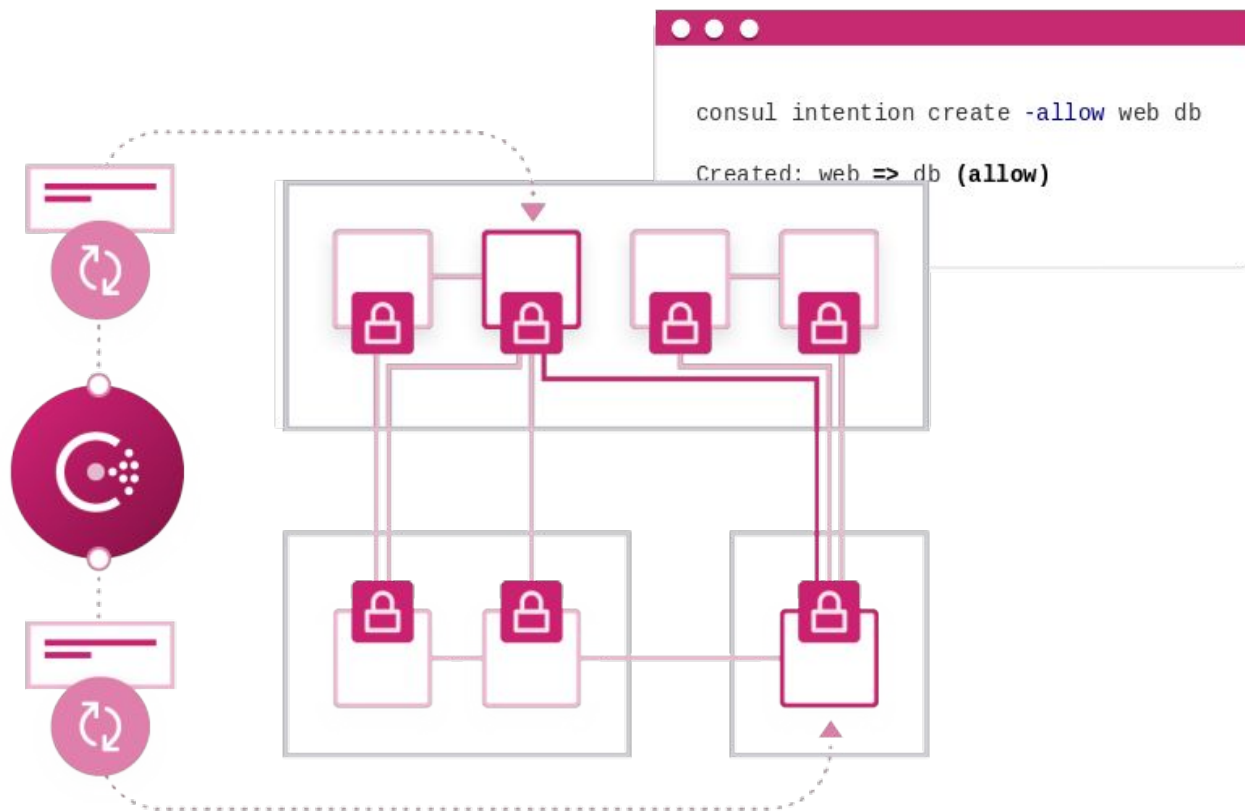 consul intention create -allow web db
Created: web => db (allow)